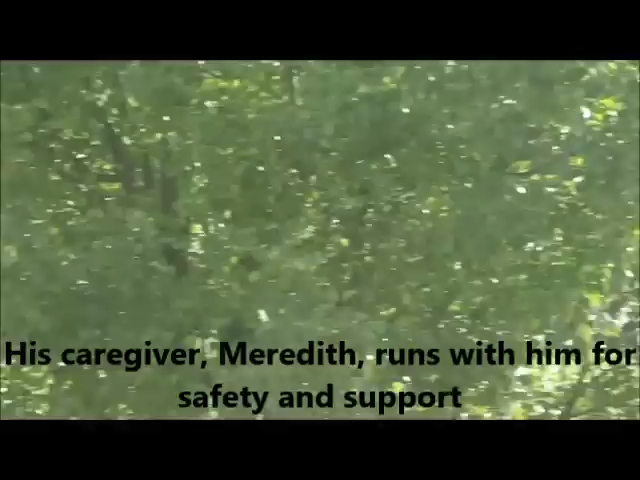 His caregiver, Meredith, runs with him for
safety and support